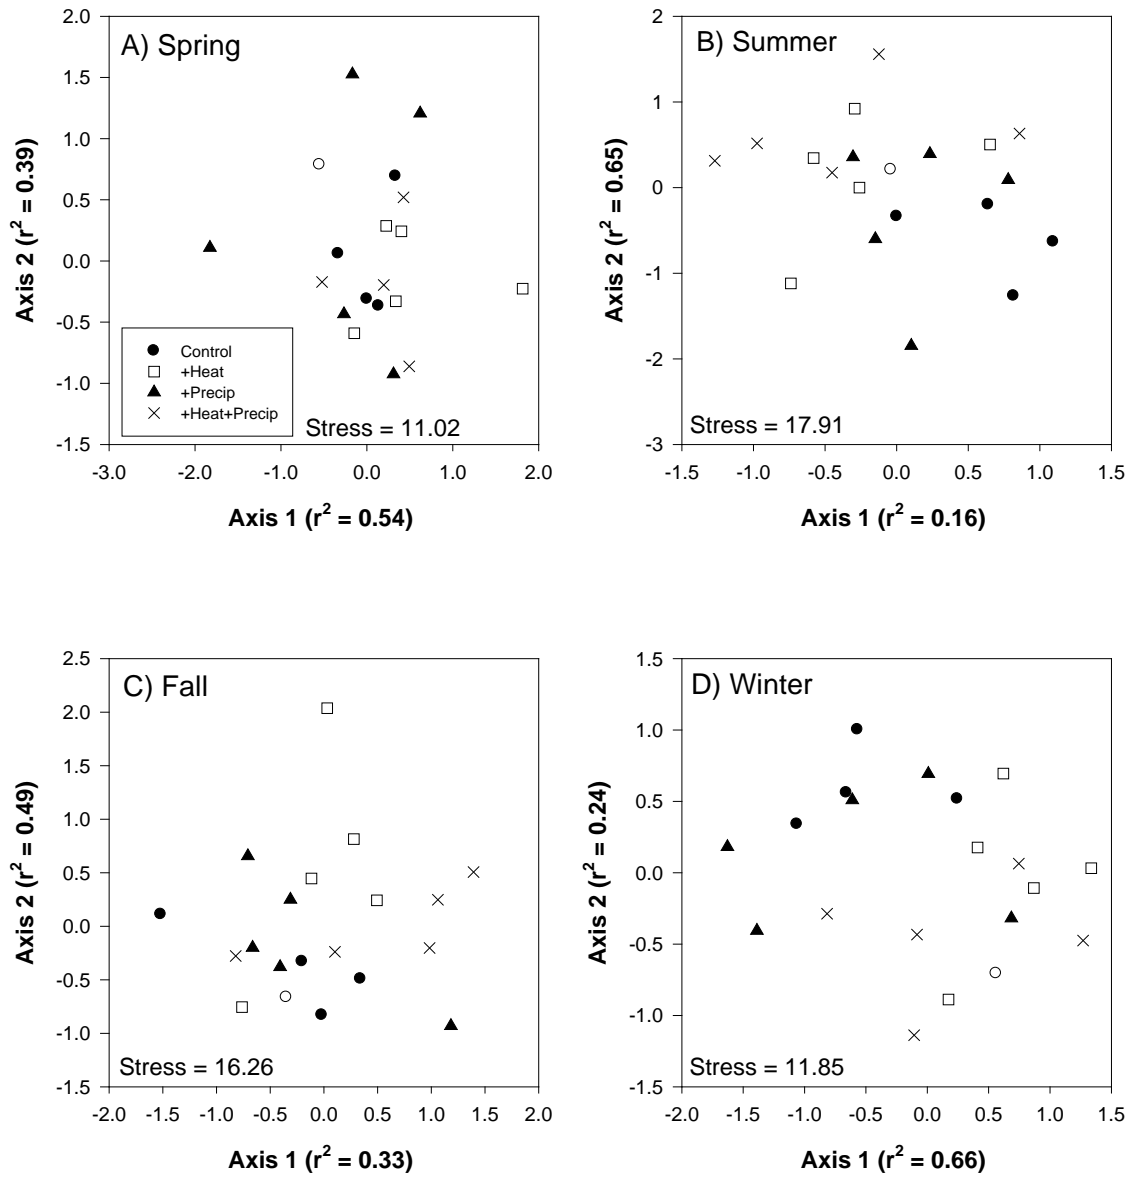 A) Spring
2.0
1.5
1.0
0.5
0.0
-0.5
-1.0
-1.5
Axis 2 (r² = 0.39)
Control
+Heat
+Precip
+Heat+Precip
Stress = 11.02
-3.0 -2.0 -1.0 0.0 1.0 2.0
Axis 1 (r² = 0.54)
B) Summer
2
1
0
-1
-2
-3
Axis 2 (r² = 0.65)
Stress = 17.91
-1.5 -1.0 -0.5 0.0 0.5 1.0 1.5
Axis 1 (r² = 0.16)
C) Fall
2.5
2.0
1.5
1.0
0.5
0.0
-0.5
-1.0
-1.5
Axis 2 (r² = 0.49)
Stress = 16.26
-2.0 -1.5 -1.0 -0.5 0.0 0.5 1.0 1.5 2.0
Axis 1 (r² = 0.33)
D) Winter
1.5
1.0
0.5
0.0
-0.5
-1.0
-1.5
Axis 2 (r² = 0.24)
Stress = 11.85
-2.0 -1.5 -1.0 -0.5 0.0 0.5 1.0 1.5
Axis 1 (r² = 0.66)